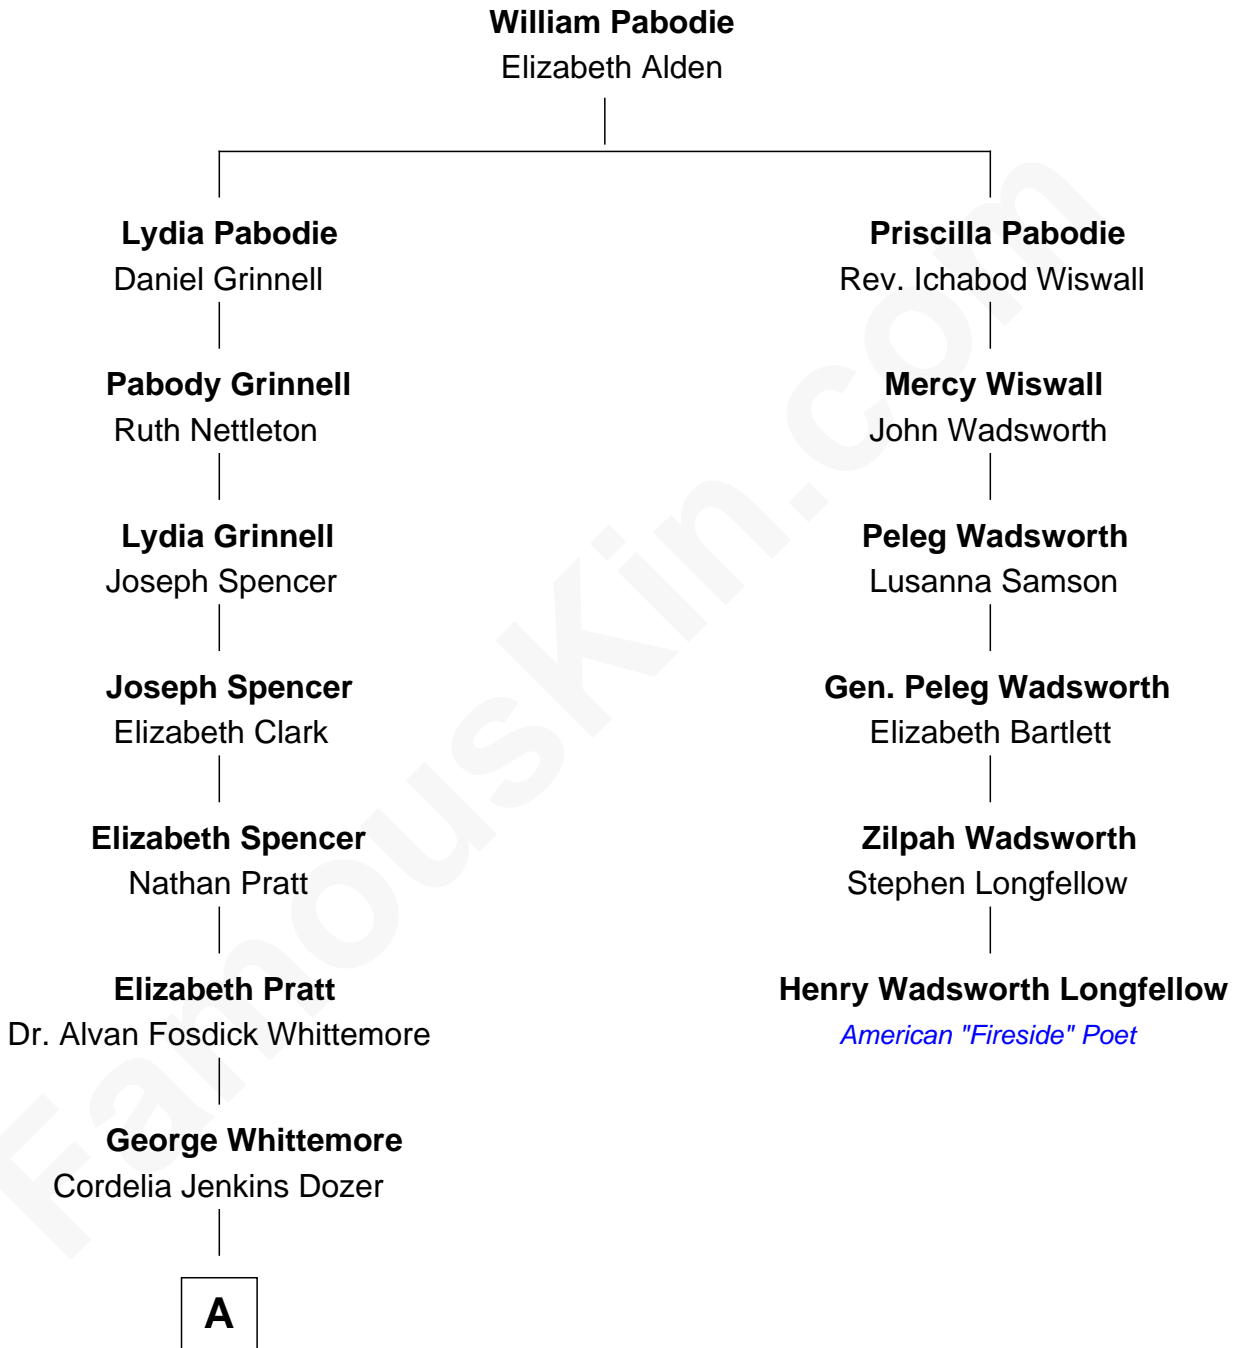 William Pabodie
Elizabeth Alden
Lydia Pabodie
Daniel Grinnell
Priscilla Pabodie
Rev. Ichabod Wiswall
Pabody Grinnell
Ruth Nettleton
Mercy Wiswall
John Wadsworth
Lydia Grinnell
Joseph Spencer
Peleg Wadsworth
Lusanna Samson
Joseph Spencer
Elizabeth Clark
Gen. Peleg Wadsworth
Elizabeth Bartlett
Elizabeth Spencer
Nathan Pratt
Zilpah Wadsworth
Stephen Longfellow
Elizabeth Pratt
Dr. Alvan Fosdick Whittemore
Henry Wadsworth Longfellow
American "Fireside" Poet
George Whittemore
Cordelia Jenkins Dozer
A
FamousKin.com